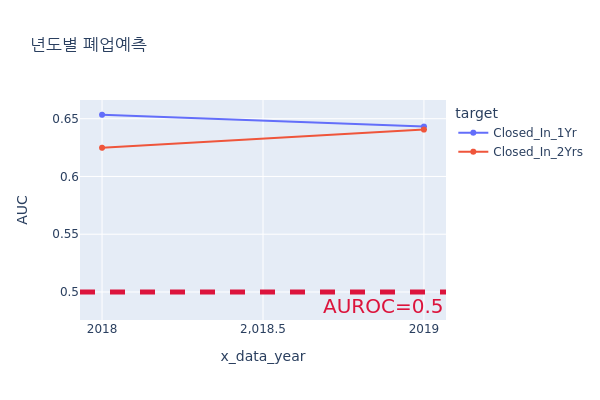 년도별 폐업예측
target
Closed_In_1Yr
Closed_In_2Yrs
AUC
0.65
0.6
0.55
0.5
AUROC=0.5
2018
2,018.5
2019
x_data_year